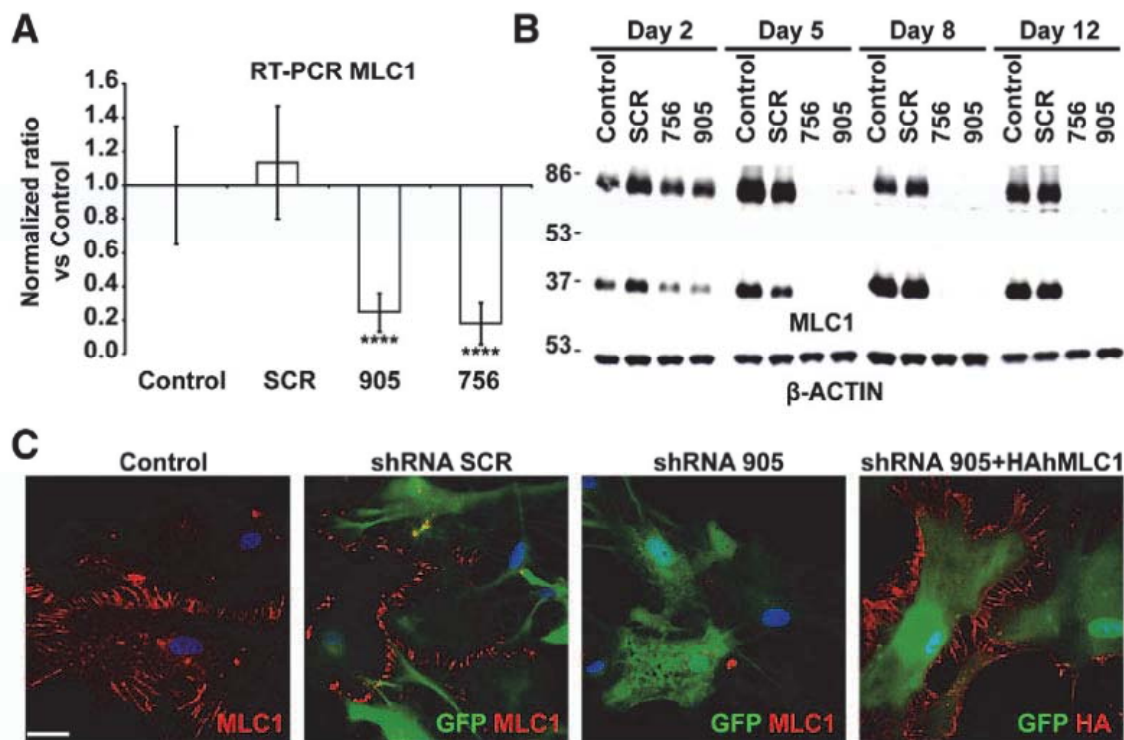 A
RT-PCR MLC1
Normalized ratio
vs Control
1.6
1.4
1.2
1.0
0.8
0.6
0.4
0.2
0.0
****
****
Control SCR 905 756
B
Day 2 Day 5 Day 8 Day 12
Control SCR 756 905 Control SCR 756 905 Control SCR 756 905 Control SCR 756 905
86-
53-
37-
MLC1
53-
β-ACTIN
C
Control shRNA SCR shRNA 905 shRNA 905+HAhMLC1
MLC1 GFP MLC1 GFP MLC1 GFP HA